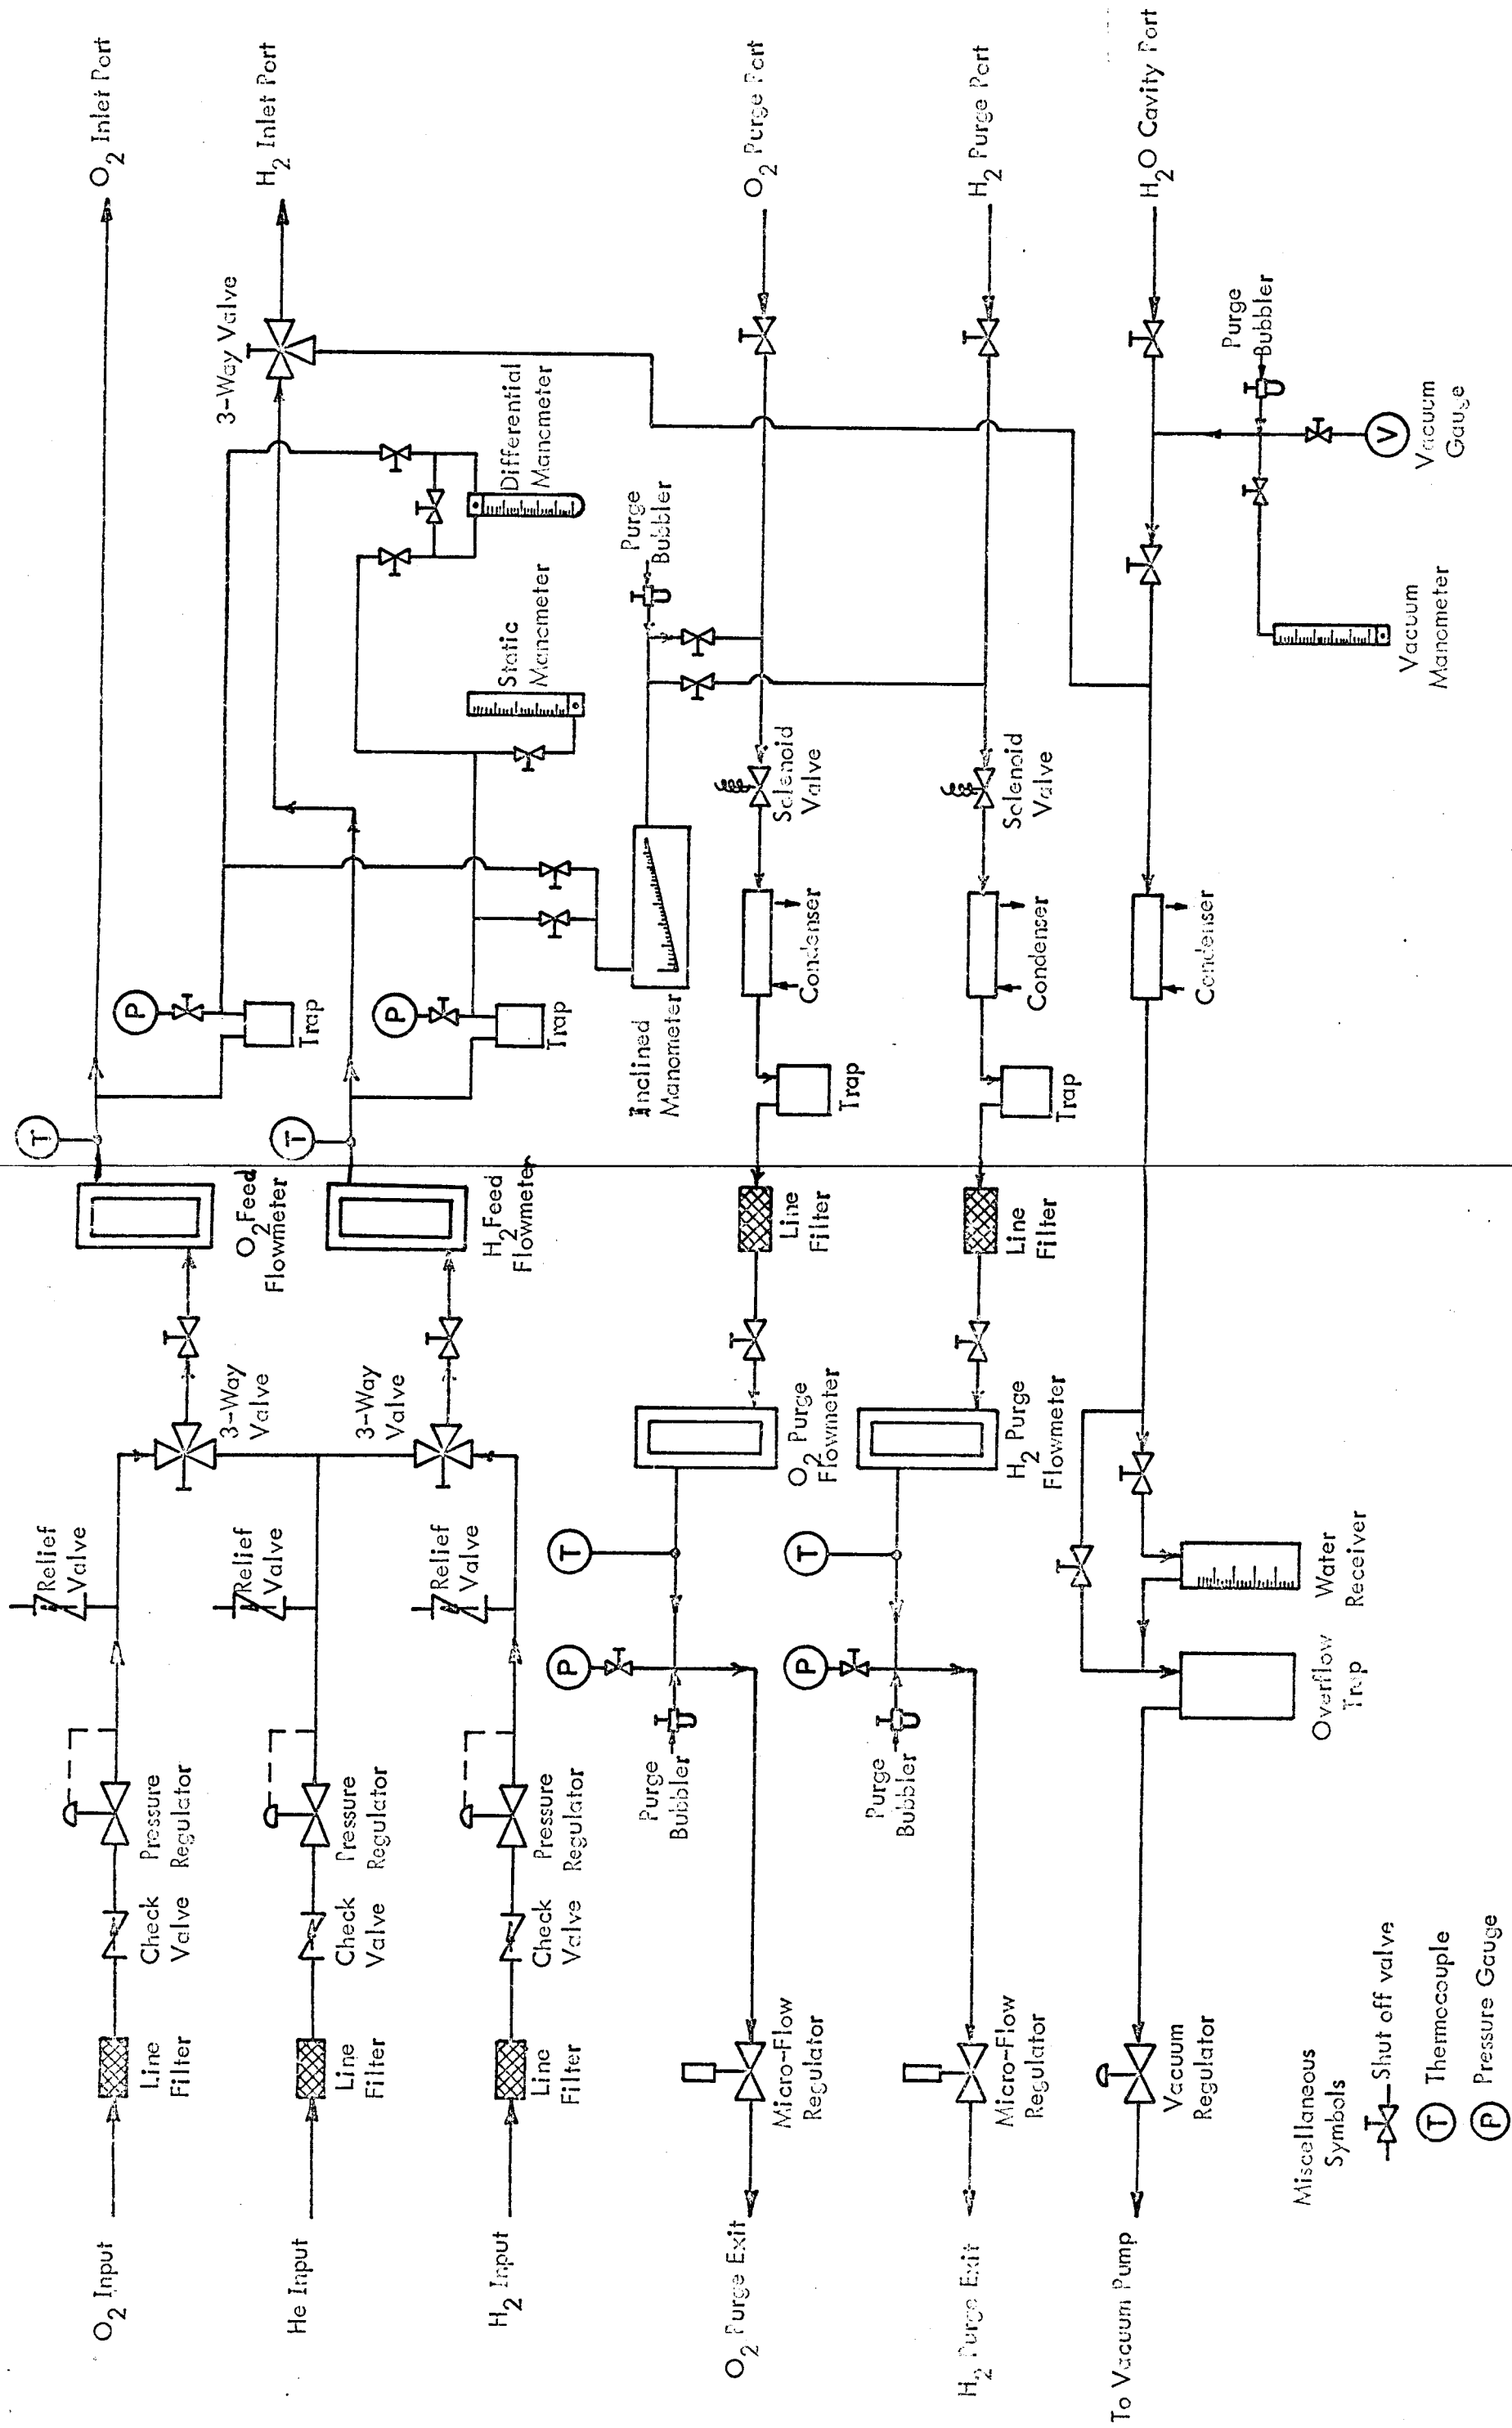 O2 Input
Line
Filter
Check
Valve
Pressure
Regulator
Relief
Valve
3-Way
Valve
O2 Feed
Flowmeter
T
P
Trap
O2 Inlet Port
He Input
Line
Filter
Check
Valve
Pressure
Regulator
Relief
Valve
3-Way
Valve
H2 Feed
Flowmeter
T
P
Trap
3-Way Valve
H2 Inlet Port
H2 Input
Line
Filter
Check
Valve
Pressure
Regulator
Relief
Valve
Static
Manometer
Differential
Manometer
Inclined
Manometer
Purge
Bubbler
O2 Purge Exit
Micro-Flow
Regulator
Purge
Bubbler
P
T
O2 Purge
Flowmeter
Line
Filter
Trap
Condenser
Solenoid
Valve
O2 Purge Port
H2 Purge Exit
Micro-Flow
Regulator
Purge
Bubbler
P
T
H2 Purge
Flowmeter
Line
Filter
Trap
Condenser
Solenoid
Valve
H2 Purge Port
To Vacuum Pump
Vacuum
Regulator
Overflow
Trap
Water
Receiver
Condenser
H2O Cavity Port
Purge
Bubbler
V
Vacuum
Gauge
Vacuum
Manometer
Miscellaneous
Symbols
Shut off valve
T Thermocouple
P Pressure Gauge